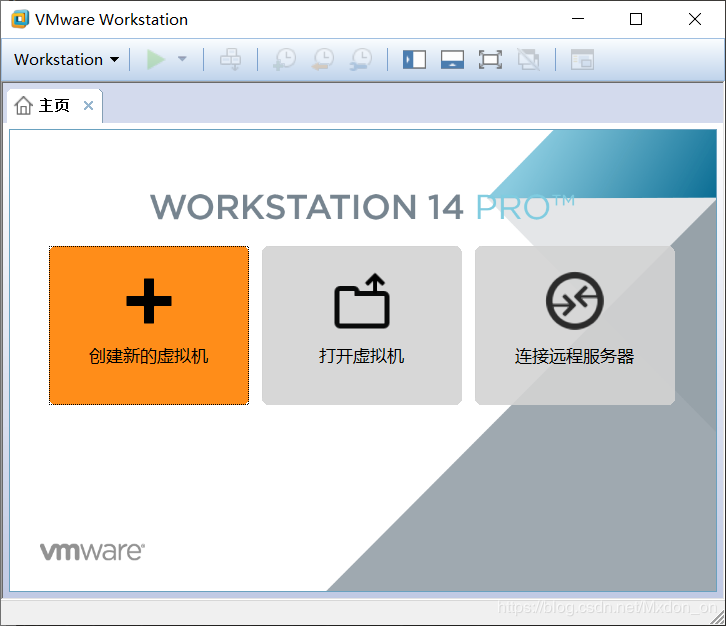 VMware Workstation
Workstation
主页
WORKSTATION 14 PRO™
创建新的虚拟机
打开虚拟机
连接远程服务器
vmware®
https://blog.csdn.net/Mxdon_on